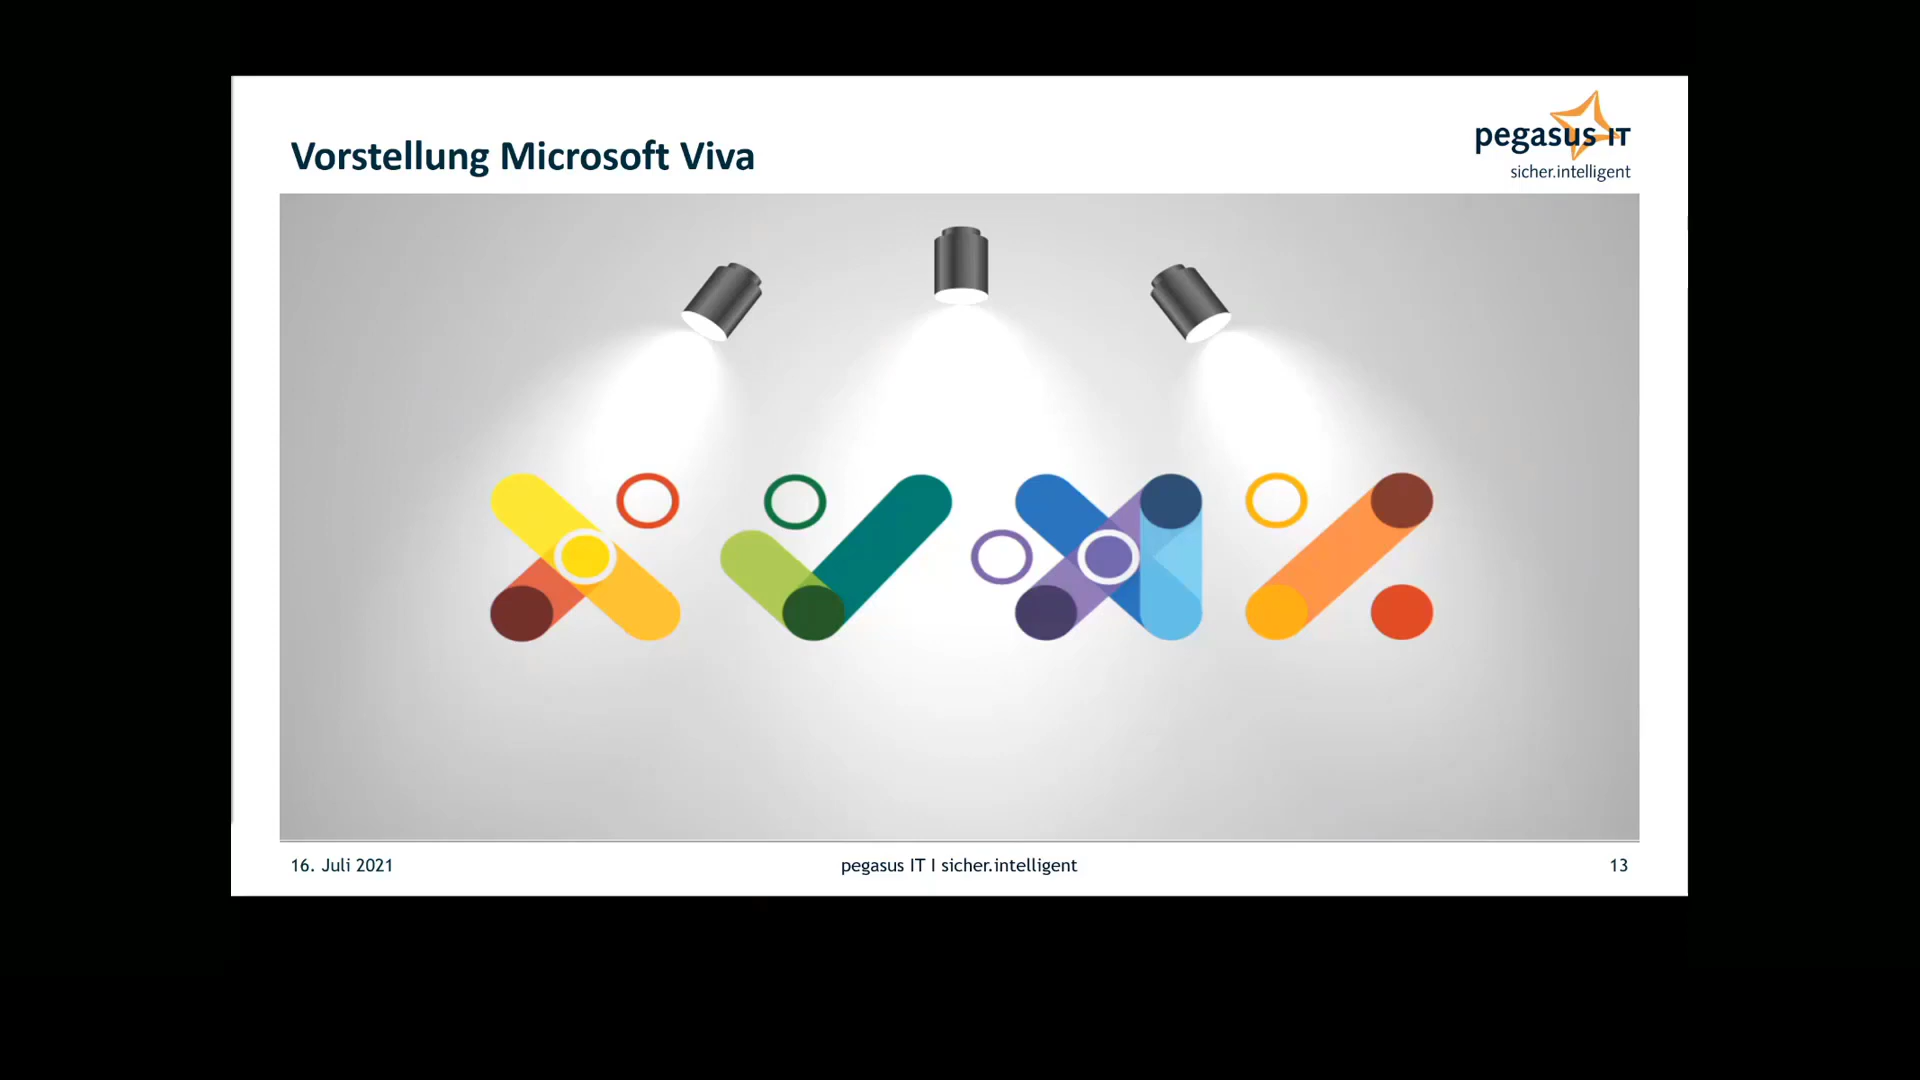 Vorstellung Microsoft Viva
pegasus IT
sicher.intelligent
16. Juli 2021
pegasus IT I sicher.intelligent
13